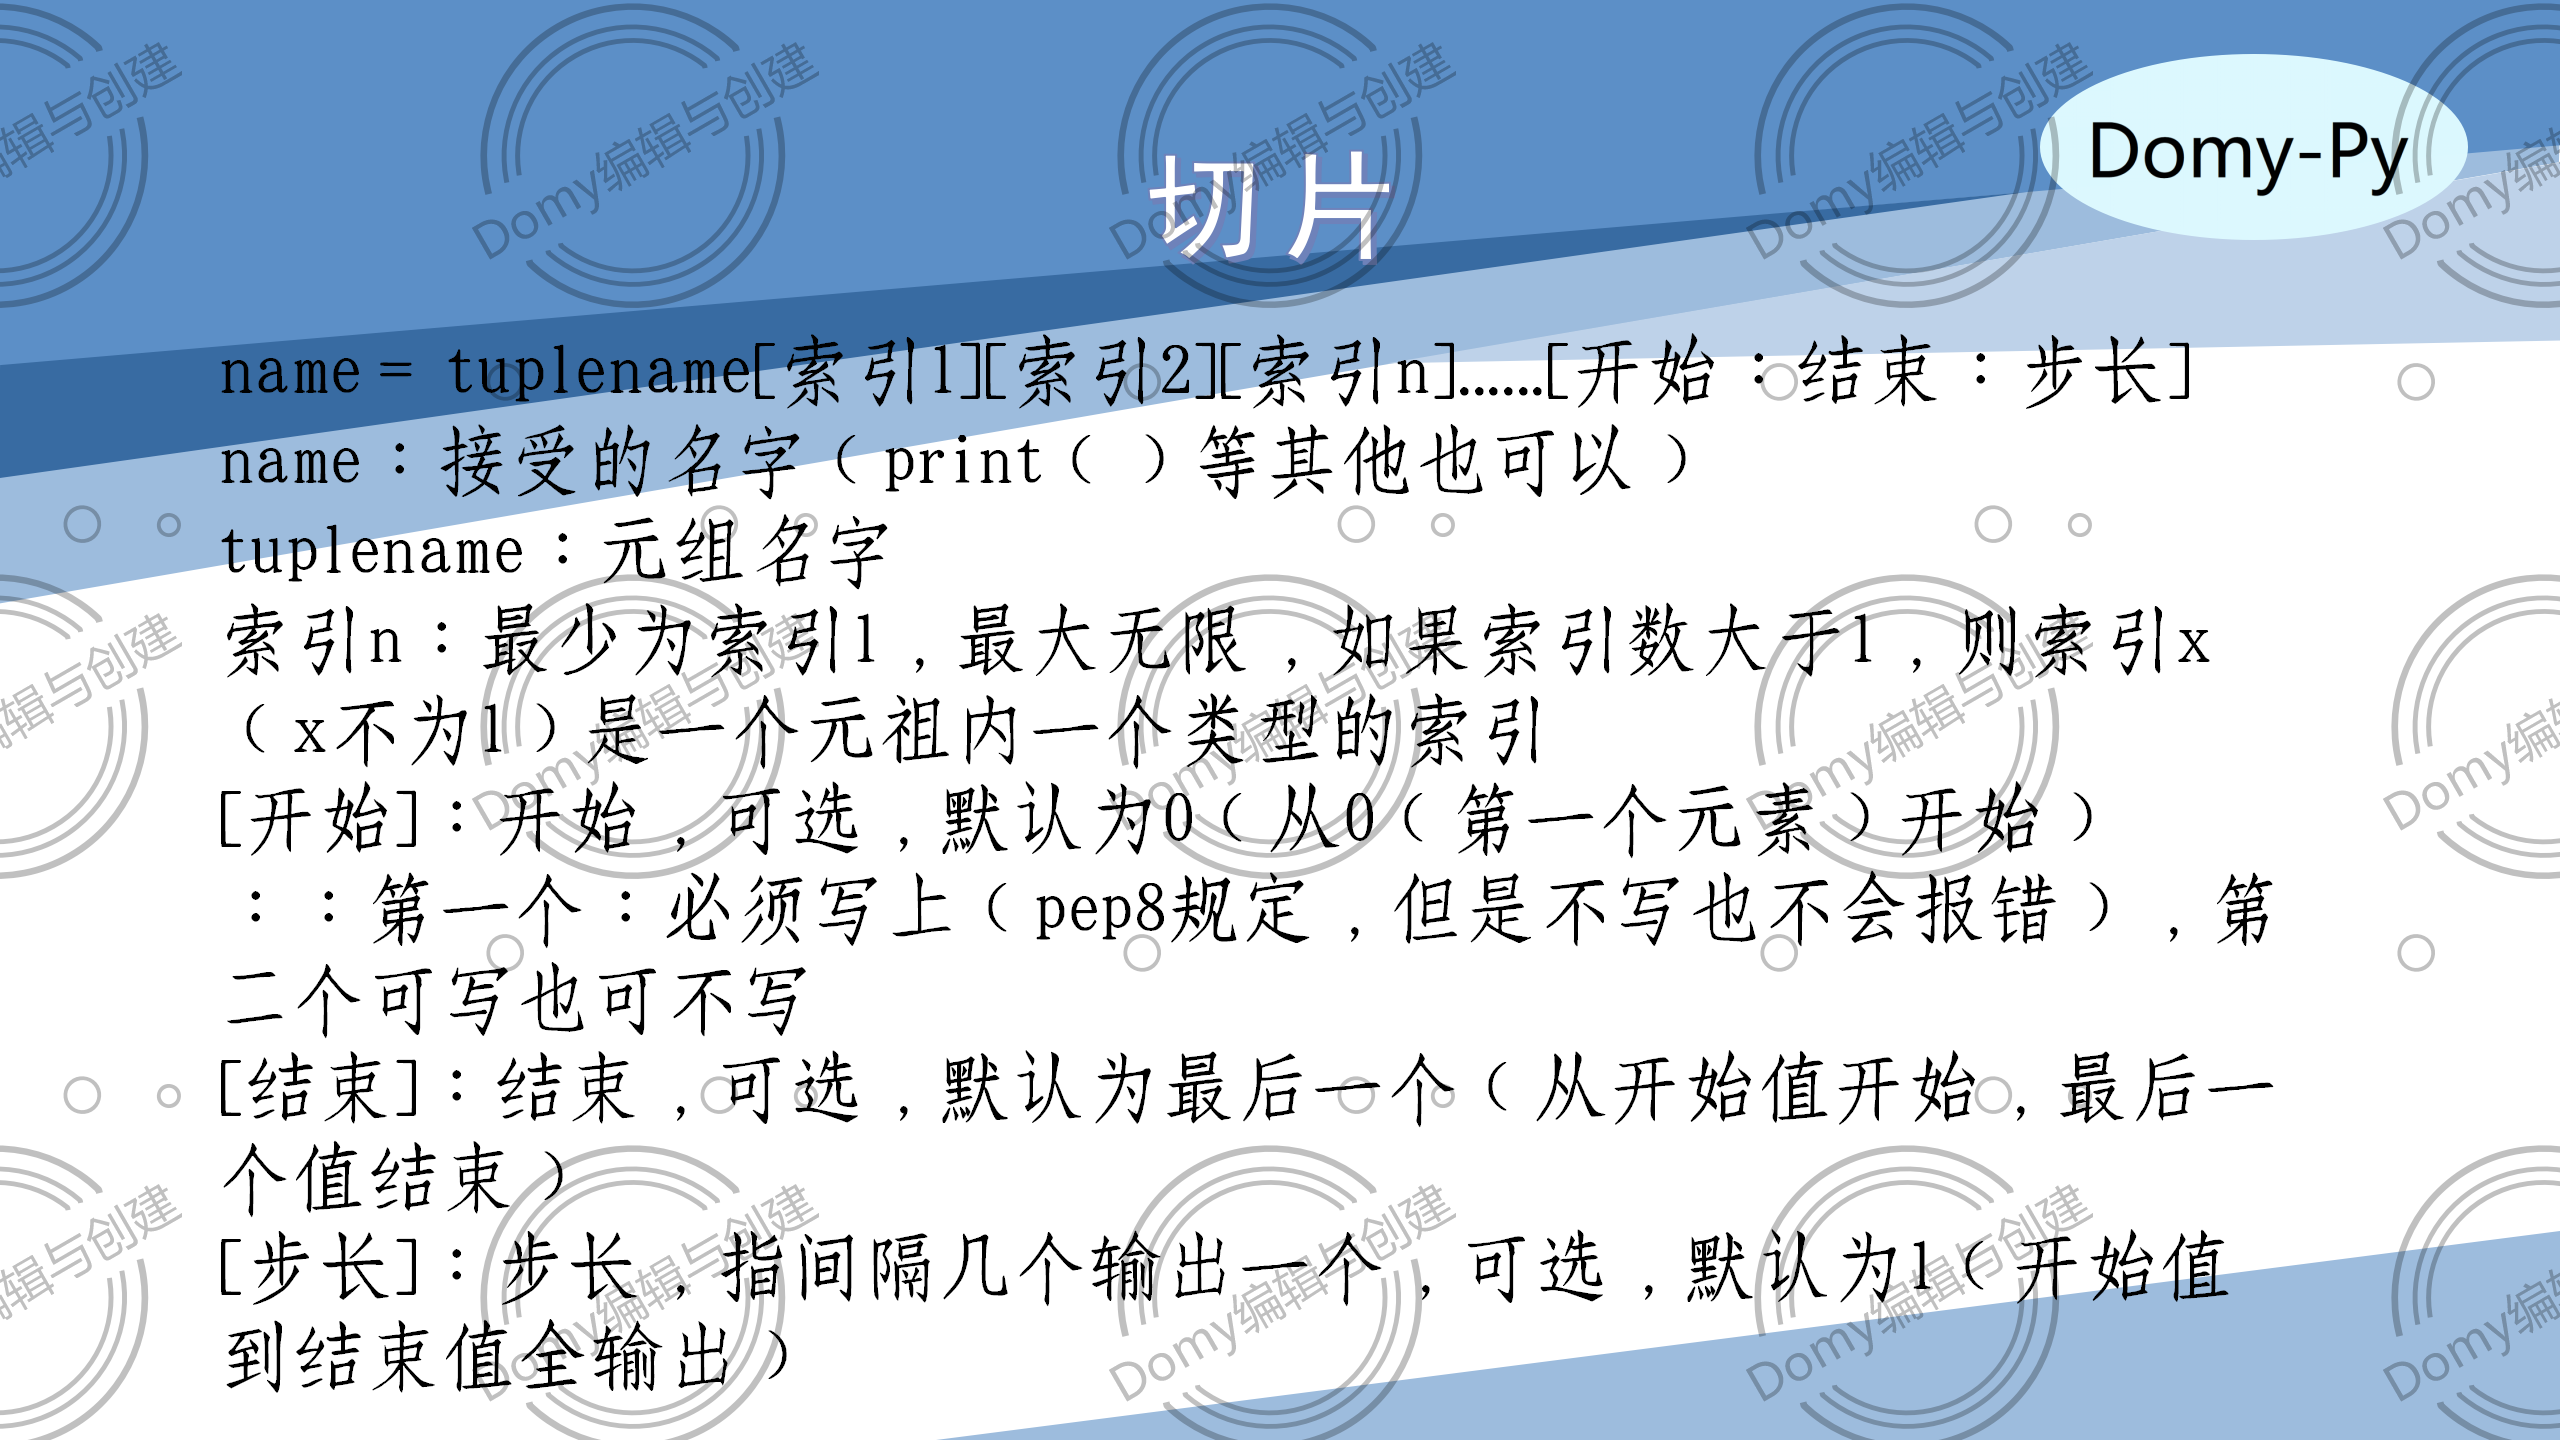 Domy-Py
切片
name = tuplename[索引1][索引2][索引n]……[开始：结束：步长]
name：接受的名字（print（ ）等其他也可以）
tuplename：元组名字
索引n：最少为索引1，最大无限，如果索引数大于1，则索引x
（x不为1）是一个元祖内一个类型的索引
[开始]：开始，可选，默认为0（从0（第一个元素）开始）
：：第一个：必须写上（pep8规定，但是不写也不会报错），第
二个可写也可不写
[结束]：结束，可选，默认为最后一个（从开始值开始，最后一
个值结束）
[步长]：步长，指间隔几个输出一个，可选，默认为1（开始值
到结束值全输出）
Domy编辑与创建